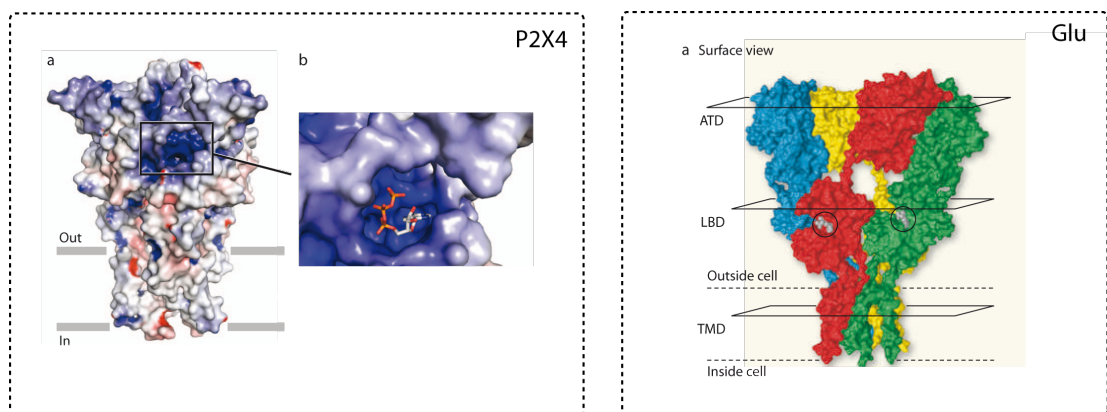 P2X4
a
b
Out
In
Glu
a Surface view
ATD
LBD
Outside cell
TMD
Inside cell